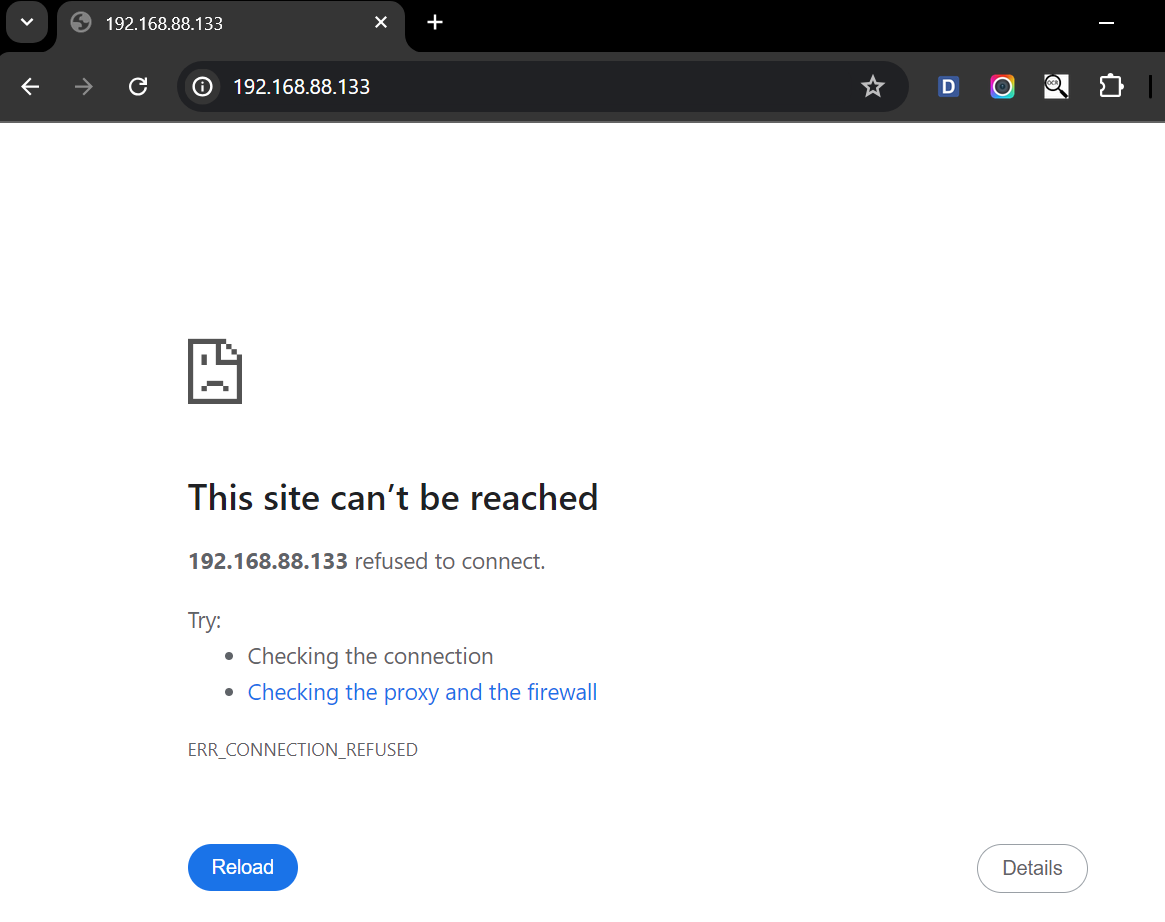 192.168.88.133
192.168.88.133
D
OCR
This site can’t be reached
192.168.88.133 refused to connect.
Try:
Checking the connection
Checking the proxy and the firewall
ERR_CONNECTION_REFUSED
Reload
Details